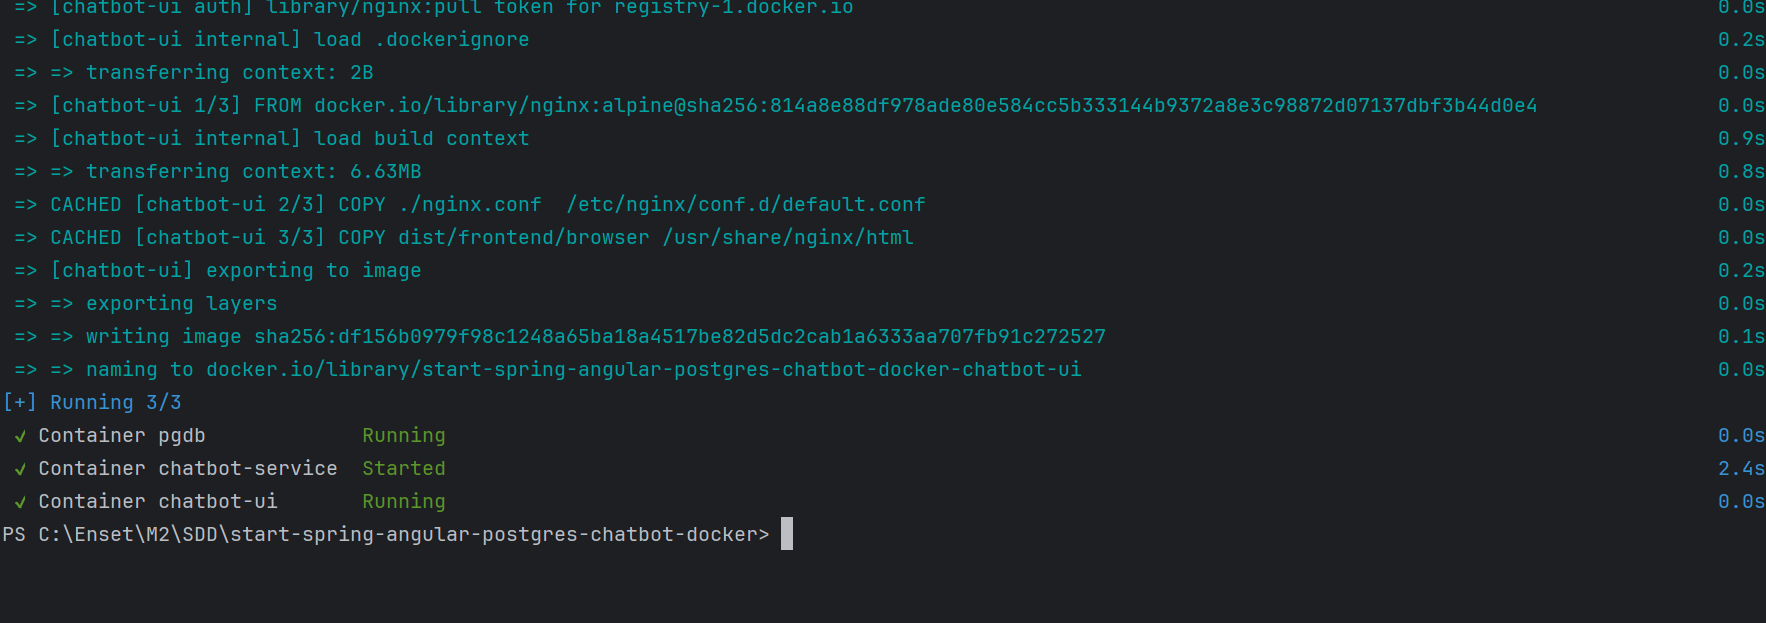 => [chatbot-ui auth] library/nginx:pull token for registry-1.docker.io 0.0s
=> [chatbot-ui internal] load .dockerignore 0.2s
=> => transferring context: 2B 0.0s
=> [chatbot-ui 1/3] FROM docker.io/library/nginx:alpine@sha256:814a8e88df978ade80e584cc5b333144b9372a8e3c98872d07137dbf3b44d0e4 0.0s
=> [chatbot-ui internal] load build context 0.9s
=> => transferring context: 6.63MB 0.8s
=> CACHED [chatbot-ui 2/3] COPY ./nginx.conf  /etc/nginx/conf.d/default.conf 0.0s
=> CACHED [chatbot-ui 3/3] COPY dist/frontend/browser /usr/share/nginx/html 0.0s
=> [chatbot-ui] exporting to image 0.2s
=> => exporting layers 0.0s
=> => writing image sha256:df156b0979f98c1248a65ba18a4517be82d5dc2cab1a6333aa707fb91c272527 0.1s
=> => naming to docker.io/library/start-spring-angular-postgres-chatbot-docker-chatbot-ui 0.0s
[+] Running 3/3
✓ Container pgdb Running 0.0s
✓ Container chatbot-service Started 2.4s
✓ Container chatbot-ui Running 0.0s
PS C:\Enset\M2\SDD\start-spring-angular-postgres-chatbot-docker>